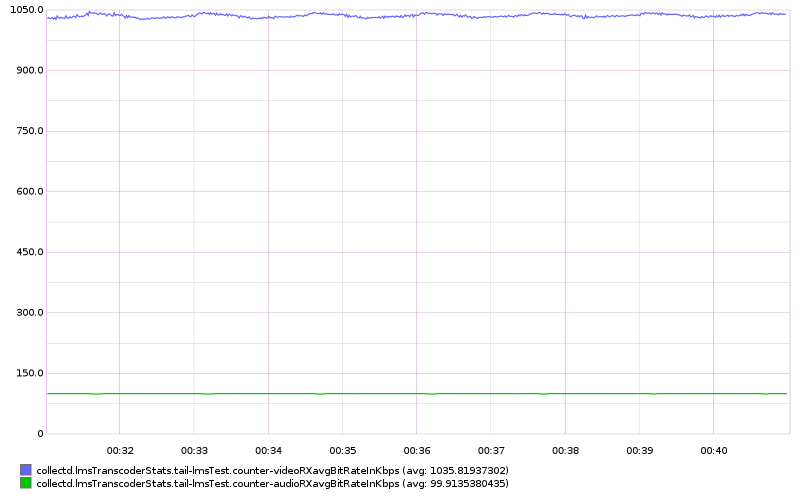 1050.0
900.0
750.0
600.0
450.0
300.0
150.0
0
00:32 00:33 00:34 00:35 00:36 00:37 00:38 00:39 00:40
collectd.lmsTranscoderStats.tail-lmsTest.counter-videoRXavgBitRateInKbps (avg: 1035.81937302)
collectd.lmsTranscoderStats.tail-lmsTest.counter-audioRXavgBitRateInKbps (avg: 99.9135380435)